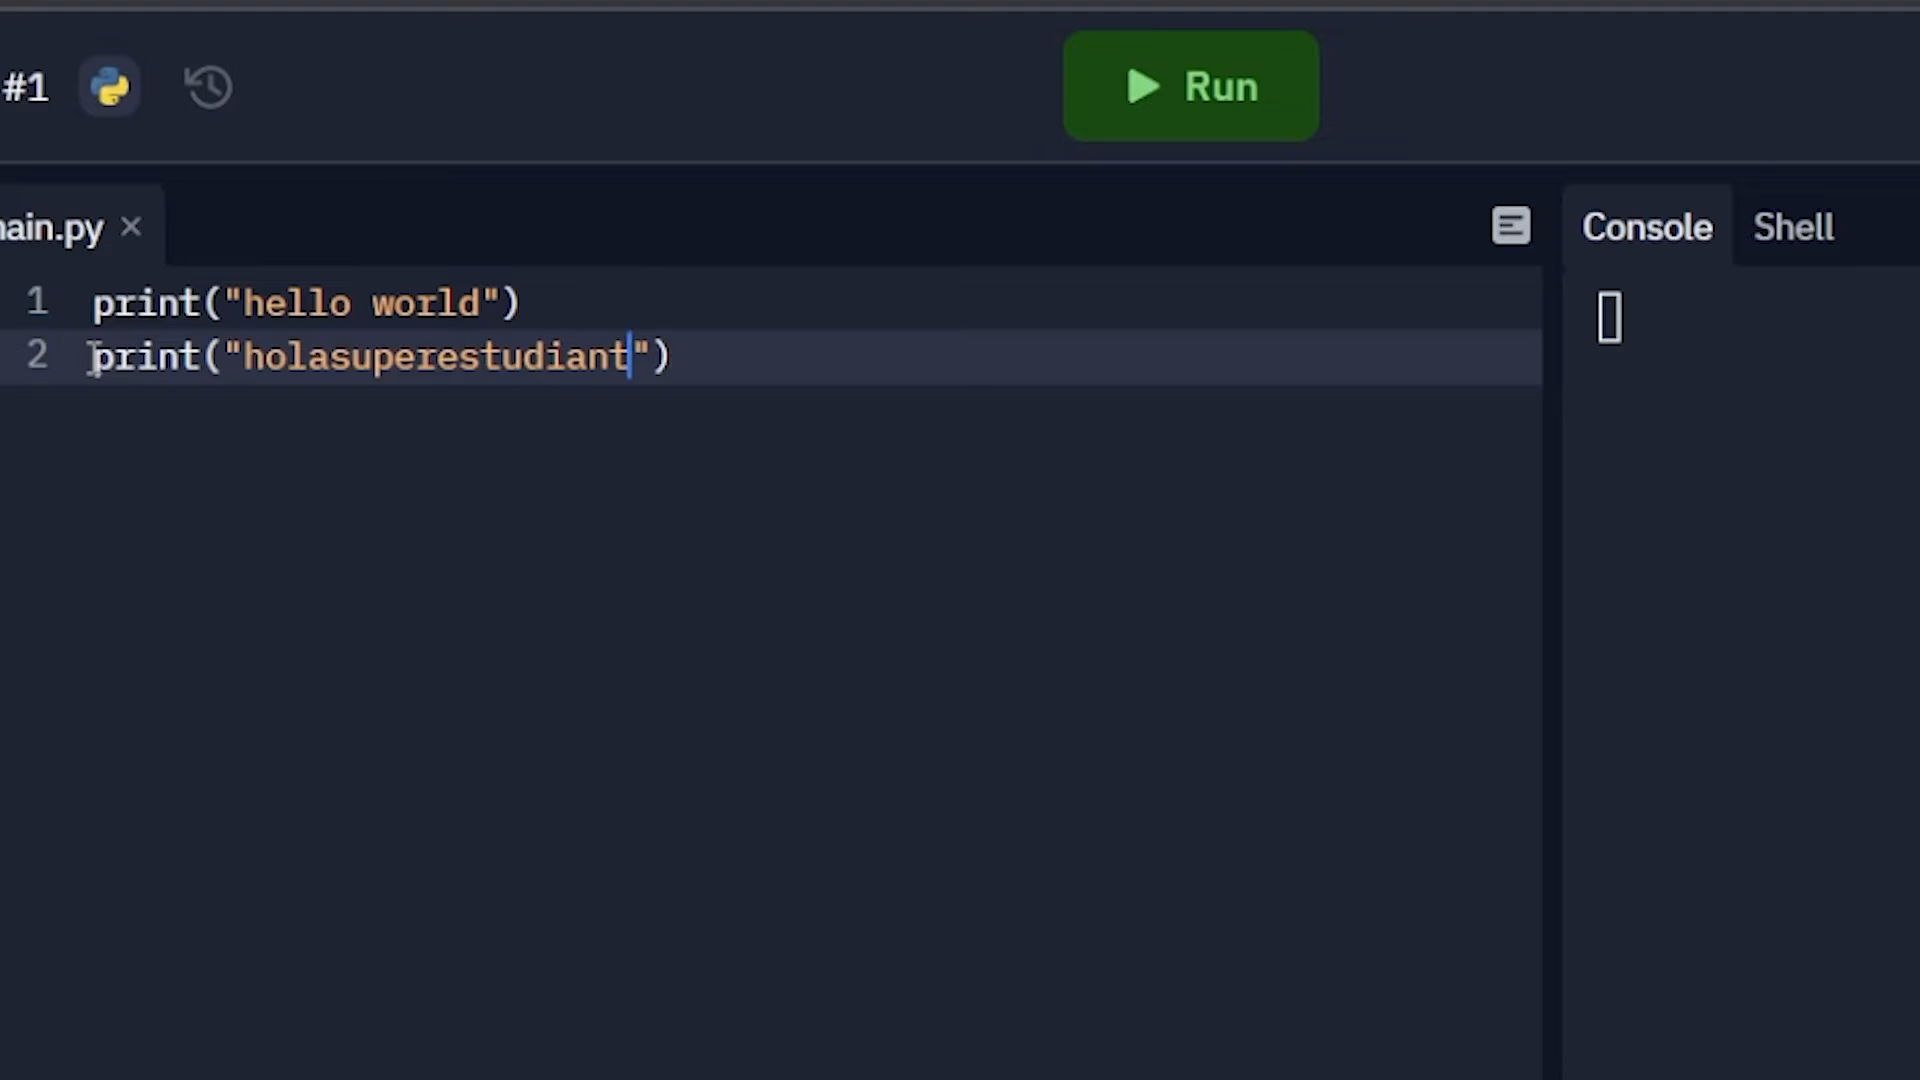 #1
Run
ain.py ×
Console
Shell
1 print("hello world")
2 print("holasuperestudiant")